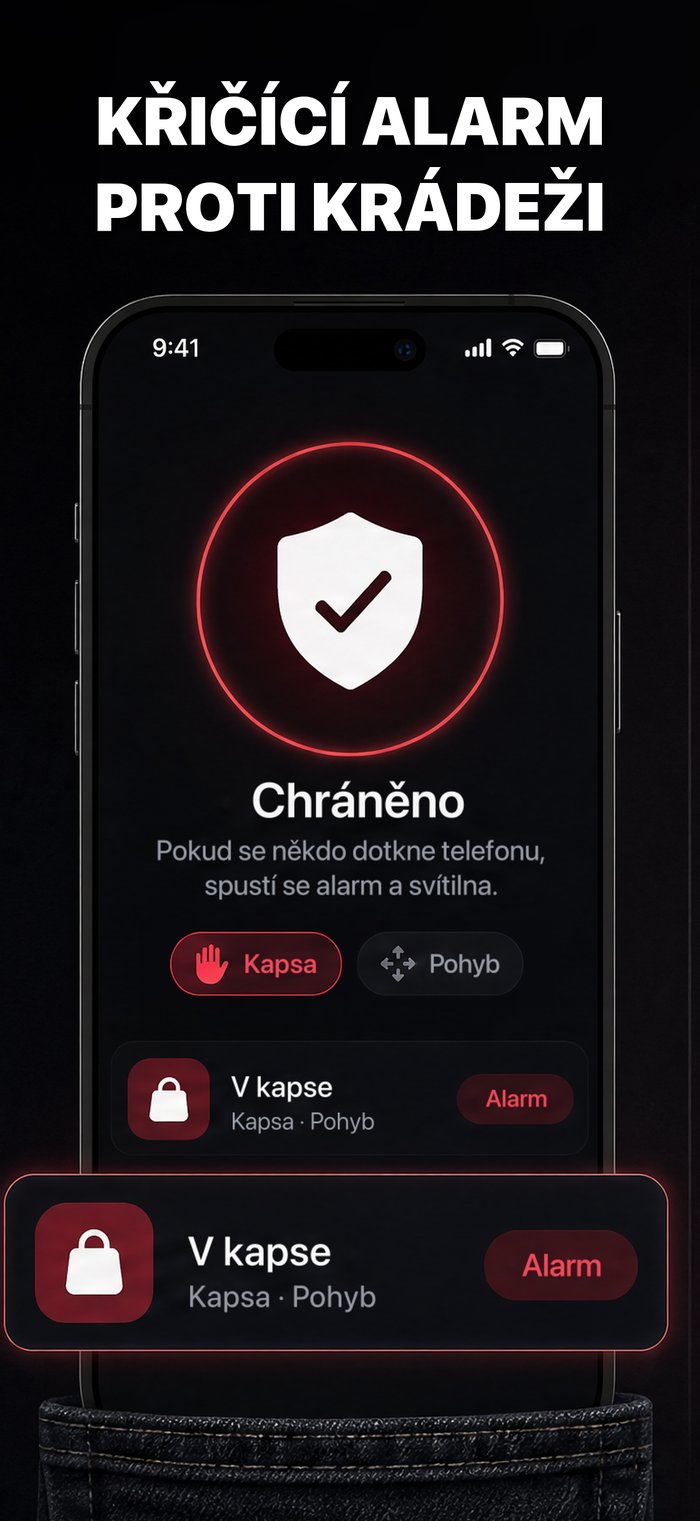 KŘIČÍCÍ ALARM
PROTI KRÁDEŽI
9:41
Chráněno
Pokud se někdo dotkne telefonu,
spustí se alarm a svítilna.
Kapsa
Pohyb
V kapse
Kapsa · Pohyb
Alarm
V kapse
Kapsa · Pohyb
Alarm